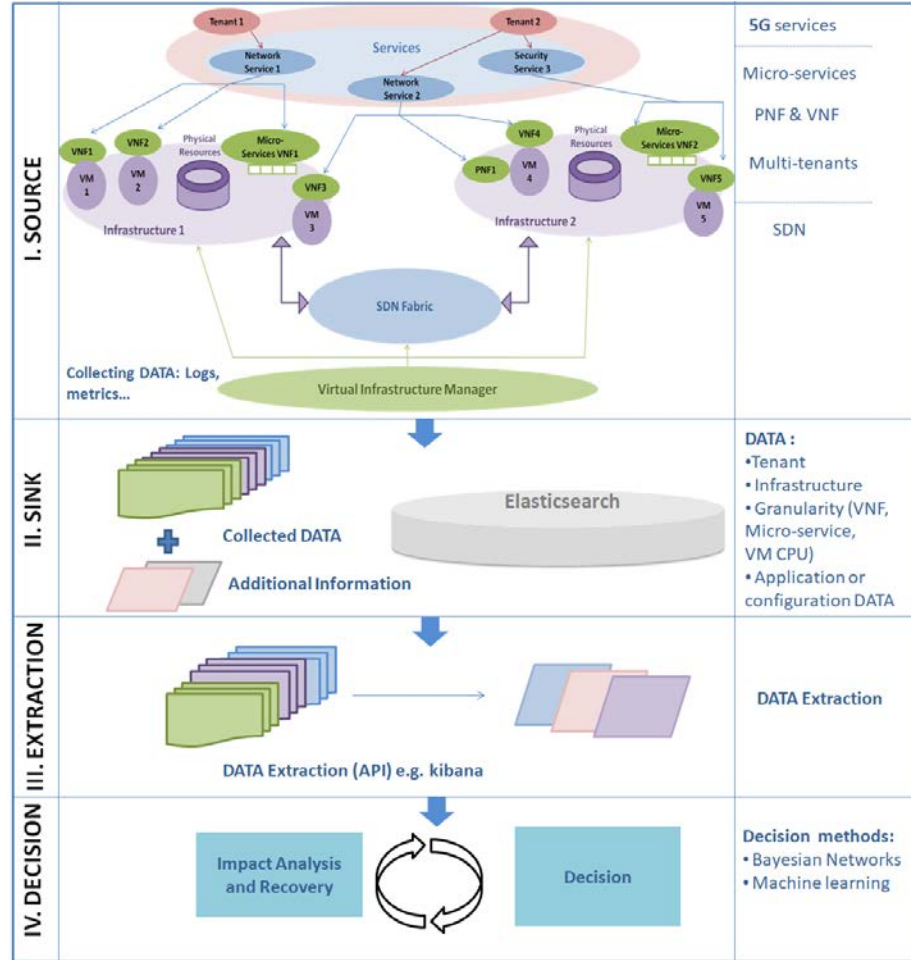 I. SOURCE
Tenant 1
Tenant 2
Services
Network
Service 1
Security
Service 3
Network
Service 2
VNF1
VNF2
Physical
Resources
Micro-
Services VNF1
VM
1
VM
2
VNF3
VM
3
Infrastructure 1
VNF4
Physical
Resources
Micro-
Services VNF2
PNF1
VM
4
VNF5
VM
5
Infrastructure 2
SDN Fabric
Collecting DATA: Logs,
metrics...
Virtual Infrastructure Manager
5G services
Micro-services
PNF & VNF
Multi-tenants
SDN
II. SINK
Collected DATA
Additional Information
Elasticsearch
DATA :
•Tenant
•Infrastructure
•Granularity (VNF,
Micro-service,
VM CPU)
•Application or
configuration DATA
III. EXTRACTION
DATA Extraction (API) e.g. kibana
DATA Extraction
IV. DECISION
Impact Analysis
and Recovery
Decision
Decision methods:
• Bayesian Networks
• Machine learning